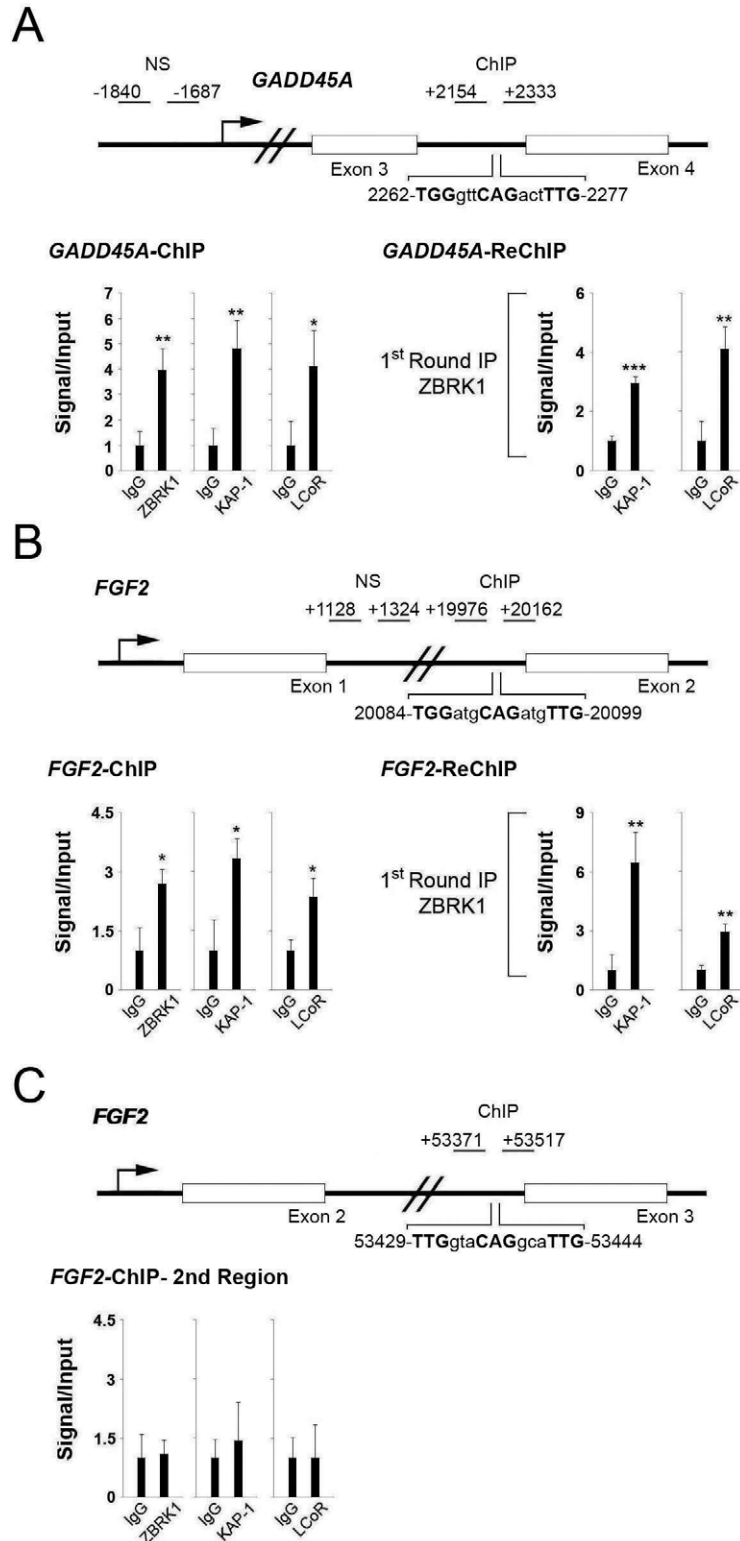 A
NS
ChIP
-1840 -1687
GADD45A
+2154 +2333
Exon 3
Exon 4
2262-TGGgttCAGactTTG-2277
GADD45A-ChIP
GADD45A-ReChIP
Signal/Input
7
6
5
4
3
2
1
0
**
**
*
IgG
ZBRK1
IgG
KAP-1
IgG
LCoR
1st Round IP
ZBRK1
Signal/Input
6
4
2
0
***
**
IgG
KAP-1
IgG
LCoR
B
FGF2
NS
ChIP
+1128 +1324 +19976 +20162
Exon 1
Exon 2
20084-TGGatgCAGatgTTG-20099
FGF2-ChIP
FGF2-ReChIP
Signal/Input
4.5
3
1.5
0
*
*
*
IgG
ZBRK1
IgG
KAP-1
IgG
LCoR
1st Round IP
ZBRK1
Signal/Input
9
6
3
0
**
**
IgG
KAP-1
IgG
LCoR
C
FGF2
ChIP
+53371 +53517
Exon 2
Exon 3
53429-TTGgtaCAGgcaTTG-53444
FGF2-ChIP- 2nd Region
Signal/Input
4.5
3
1.5
0
IgG
ZBRK1
IgG
KAP-1
IgG
LCoR